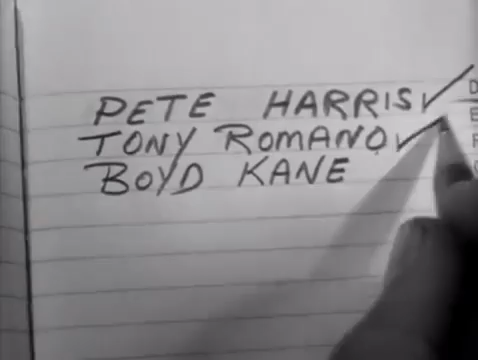 PETE HARRIS ✓
TONY ROMANO ✓
BOYD KANE
D
E
F